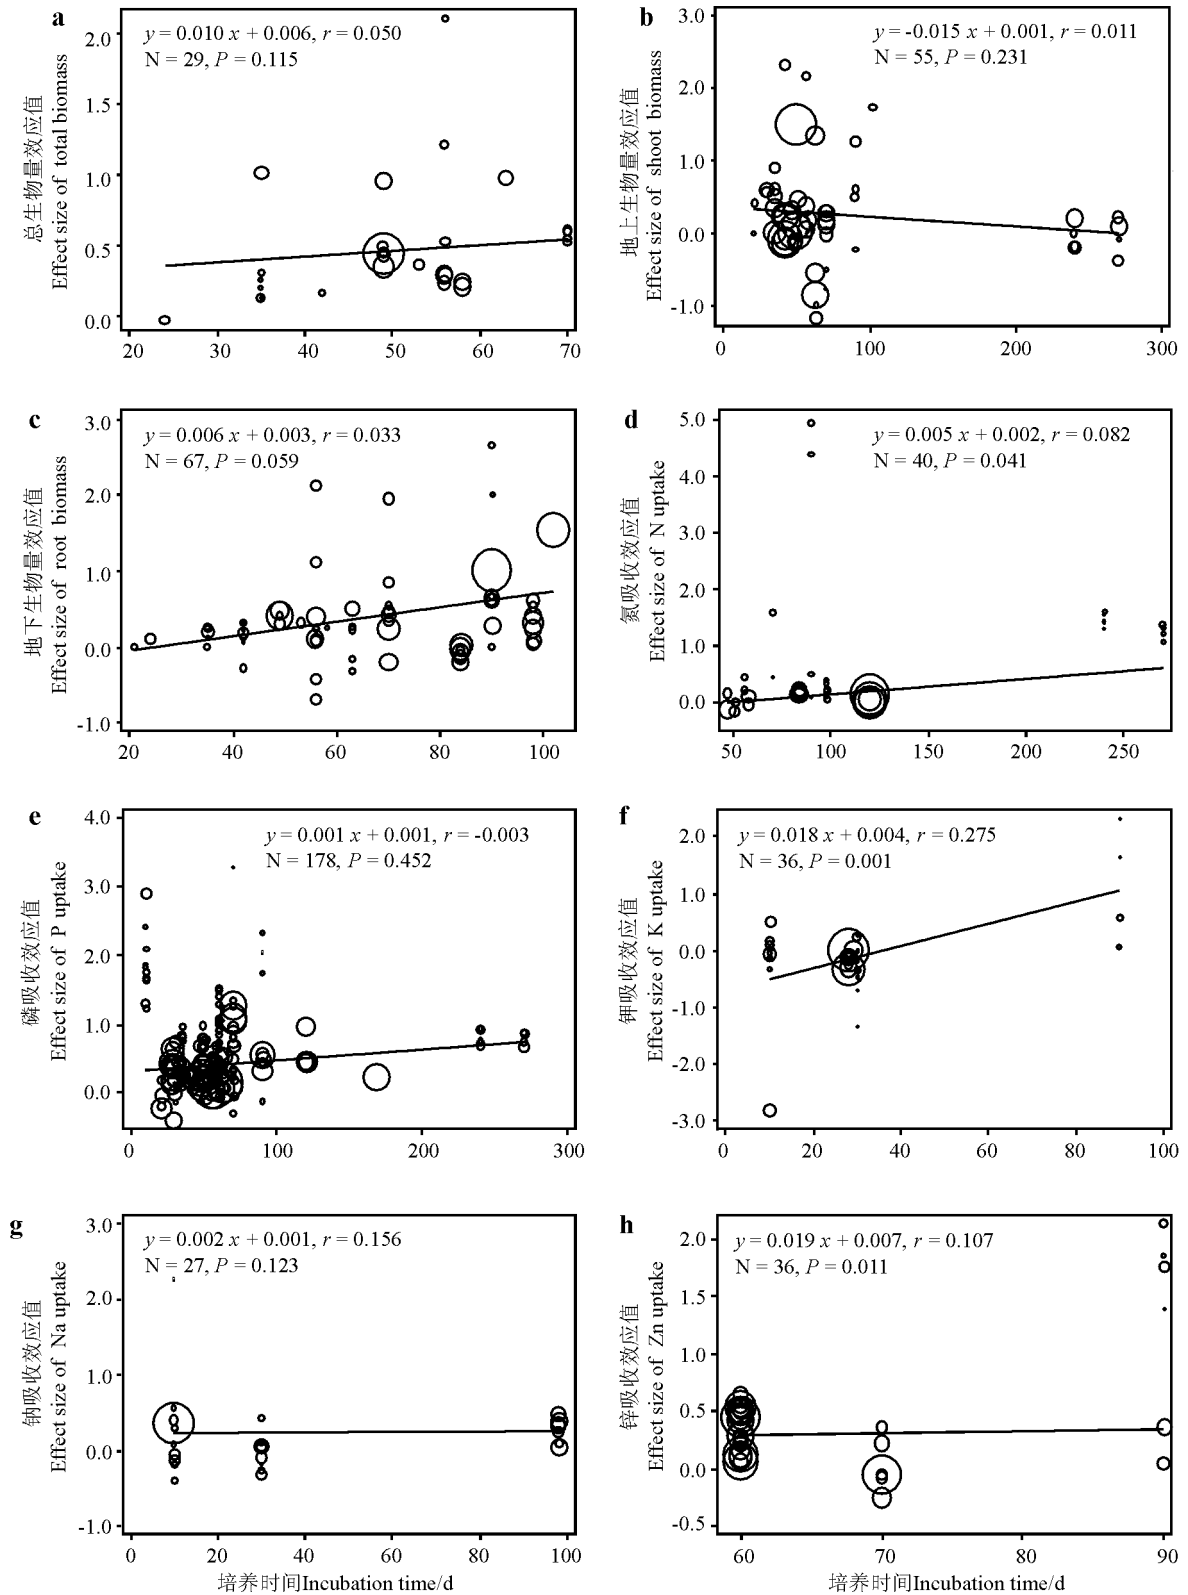 a
y = 0.010 x + 0.006, r = 0.050
N = 29, P = 0.115
总生物量效应值
Effect size of total biomass
2.0
1.5
1.0
0.5
0.0
20 30 40 50 60 70
b
y = -0.015 x + 0.001, r = 0.011
N = 55, P = 0.231
地上生物量效应值
Effect size of shoot biomass
3.0
2.0
1.0
0.0
-1.0
0 100 200 300
c
y = 0.006 x + 0.003, r = 0.033
N = 67, P = 0.059
地下生物量效应值
Effect size of root biomass
3.0
2.0
1.0
0.0
-1.0
20 40 60 80 100
d
y = 0.005 x + 0.002, r = 0.082
N = 40, P = 0.041
氮吸收效应值
Effect size of N uptake
5.0
4.0
3.0
2.0
1.0
0.0
50 100 150 200 250
e
y = 0.001 x + 0.001, r = -0.003
N = 178, P = 0.452
磷吸收效应值
Effect size of P uptake
4.0
3.0
2.0
1.0
0.0
0 100 200 300
f
y = 0.018 x + 0.004, r = 0.275
N = 36, P = 0.001
钾吸收效应值
Effect size of K uptake
2.0
1.0
0.0
-1.0
-2.0
-3.0
0 20 40 60 80 100
g
y = 0.002 x + 0.001, r = 0.156
N = 27, P = 0.123
钠吸收效应值
Effect size of Na uptake
3.0
2.0
1.0
0.0
-1.0
0 20 40 60 80 100
培养时间Incubation time/d
h
y = 0.019 x + 0.007, r = 0.107
N = 36, P = 0.011
锌吸收效应值
Effect size of Zn uptake
2.0
1.5
1.0
0.5
0.0
-0.5
60 70 80 90
培养时间Incubation time/d